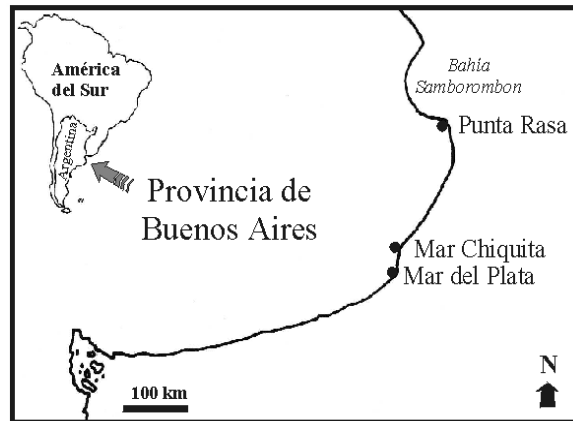 América
del Sur
Argentina
Bahía
Samborombon
Punta Rasa
Provincia de
Buenos Aires
Mar Chiquita
Mar del Plata
100 km
N